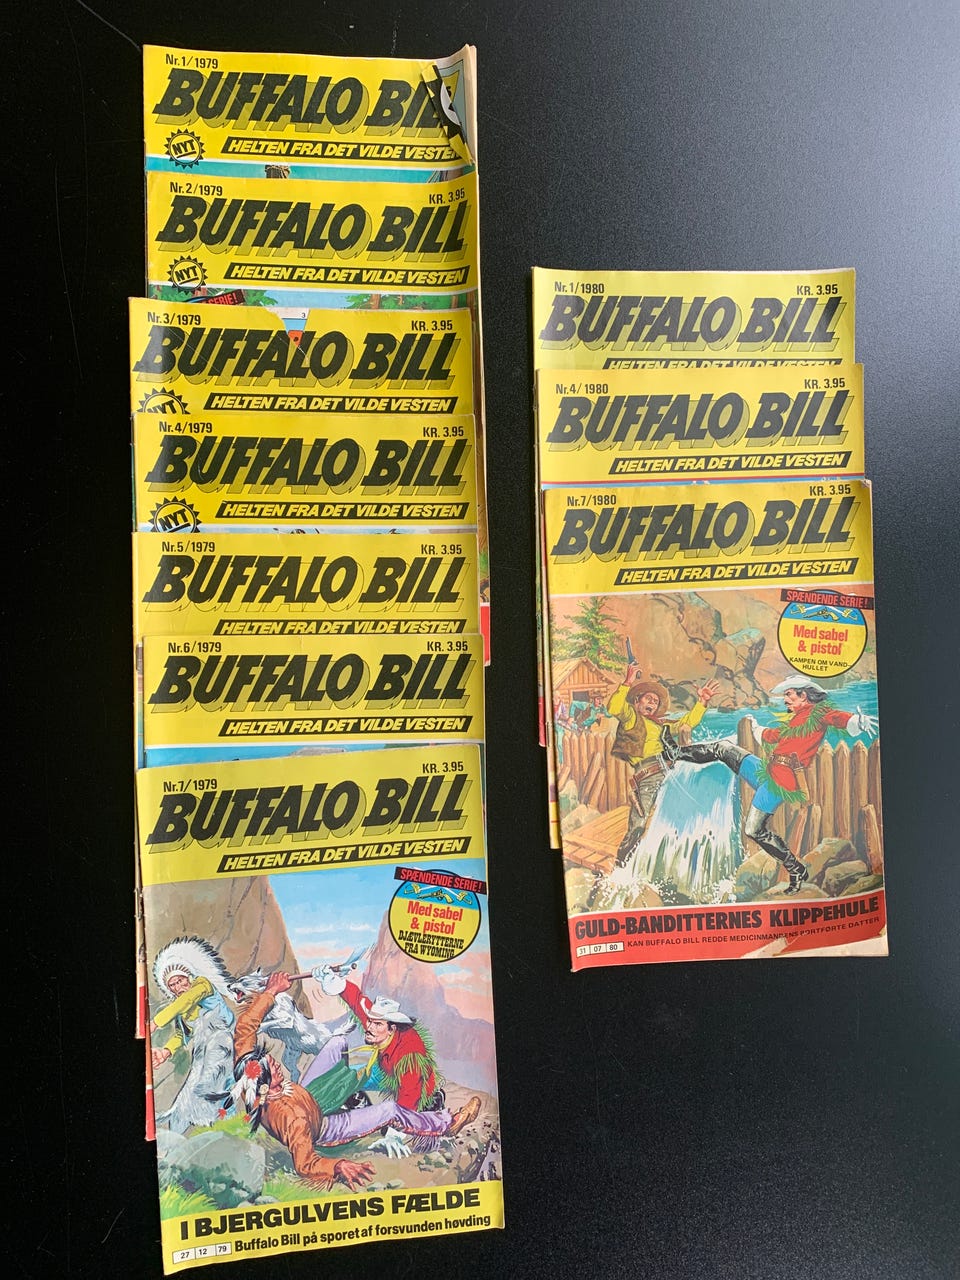 Nr.1/1979
BUFFALO
NYT
HELTEN FRA DET VILDE VESTEN
Nr.2/1979
KR. 3.95
BUFFALO BILL
NYT
HELTEN FRA DET VILDE VESTEN
SERIE!
Nr.3/1979
KR. 3.95
BUFFALO BILL
NYT
HELTEN FRA DET VILDE VESTEN
Nr.4/1979
KR. 3.95
BUFFALO BILL
NYT
HELTEN FRA DET VILDE VESTEN
Nr.5/1979
KR. 3.95
BUFFALO BILL
HELTEN FRA DET VILDE VESTEN
Nr.6/1979
KR. 3.95
BUFFALO BILL
HELTEN FRA DET VILDE VESTEN
Nr.7/1979
KR. 3.95
BUFFALO BILL
HELTEN FRA DET VILDE VESTEN
SPÆNDENDE SERIE!
Med sabel
& pistol
DJÆVLERYTTERNE
FRA WYOMING
I BJERGULVENS FÆLDE
Buffalo Bill på sporet af forsvunden høvding
27 12 79
Nr.1/1980
KR. 3.95
BUFFALO BILL
HELTEN FRA DET VILDE VESTEN
Nr.4/1980
KR. 3.95
BUFFALO BILL
HELTEN FRA DET VILDE VESTEN
Nr.7/1980
KR. 3.95
BUFFALO BILL
HELTEN FRA DET VILDE VESTEN
SPÆNDENDE SERIE!
Med sabel
& pistol
KAMPEN OM VAND-
HULLET
GULD-BANDITTERNES KLIPPEHULE
KAN BUFFALO BILL REDDE MEDICINMANDENS BORTFØRTE DATTER
31 07 80